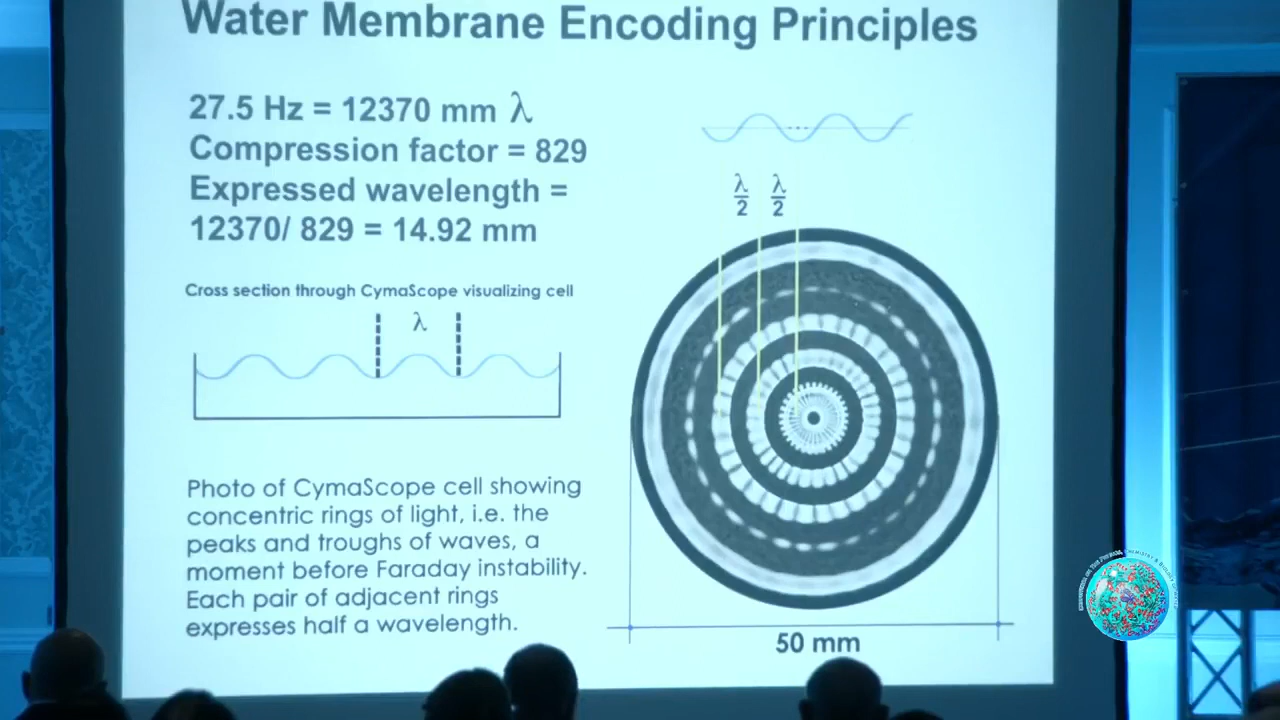 Water Membrane Encoding Principles
27.5 Hz = 12370 mm λ
Compression factor = 829
Expressed wavelength =
12370/ 829 = 14.92 mm
λ/2 λ/2
Cross section through CymaScope visualizing cell
λ
Photo of CymaScope cell showing
concentric rings of light, i.e. the
peaks and troughs of waves, a
moment before Faraday instability.
Each pair of adjacent rings
expresses half a wavelength.
50 mm